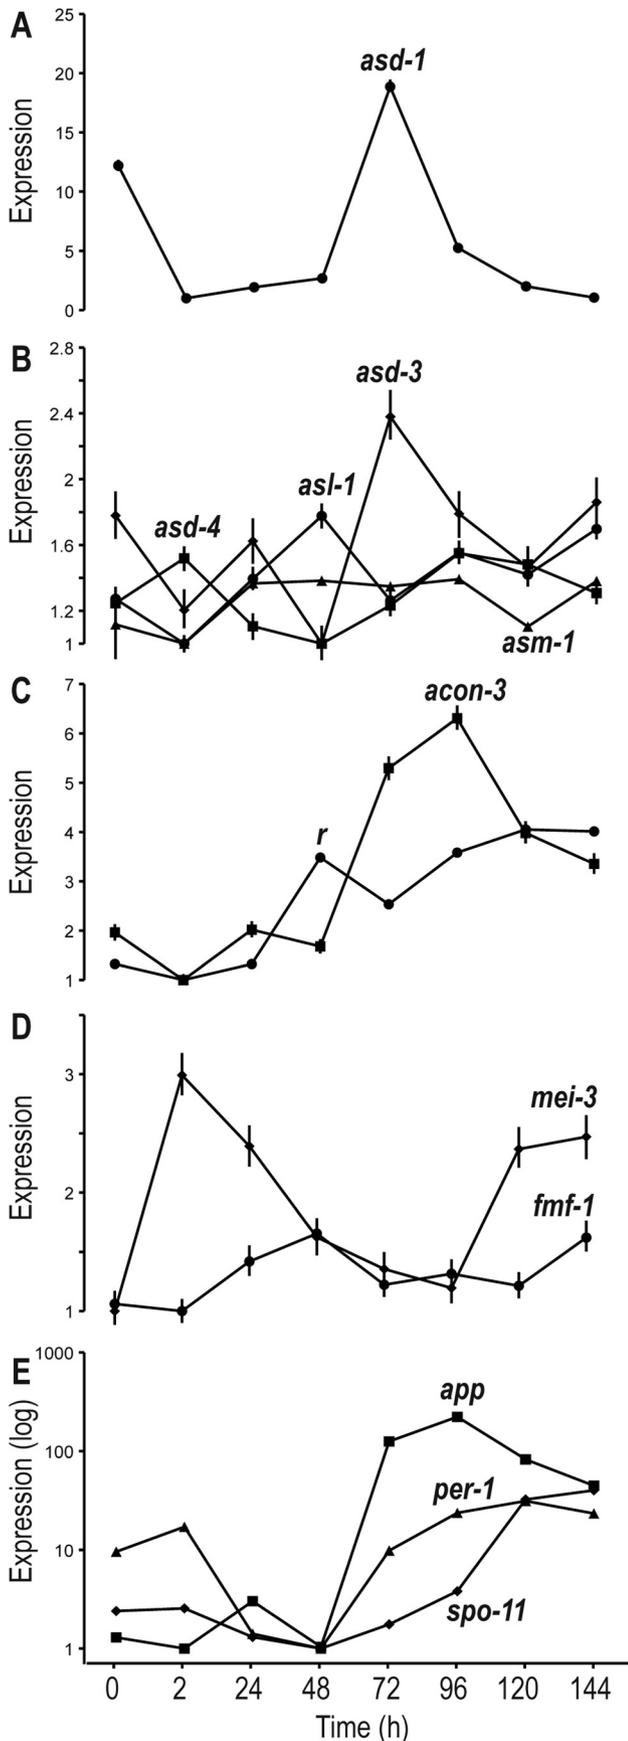 A
25
20
15
10
5
0
Expression
asd-1
B
2.8
2.4
2
1.6
1.2
1
Expression
asd-4
asl-1
asd-3
asm-1
C
7
6
5
4
3
2
1
Expression
r
acon-3
D
3
2
1
Expression
mei-3
fmf-1
E
1000
100
10
1
Expression (log)
app
per-1
spo-11
0 2 24 48 72 96 120 144
Time (h)